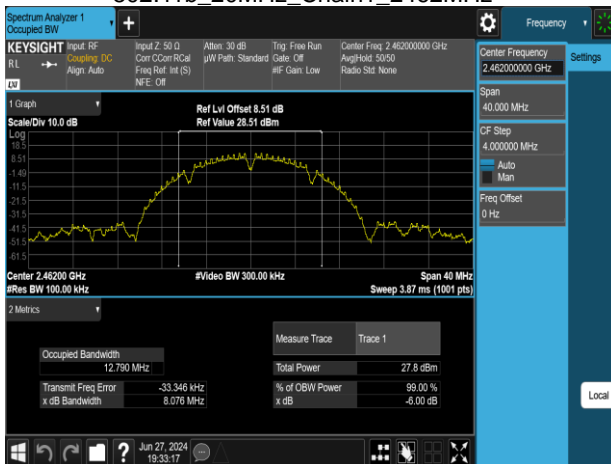 Spectrum Analyzer 1
Occupied BW
Frequency
KEYSIGHT
RL
LXI
Input: RF
Coupling: DC
Align: Auto
Input Z: 50 Ω
Corr CCorr RCal
Freq Ref: Int (S)
NFE: Off
Atten: 30 dB
µW Path: Standard
Trig: Free Run
Gate: Off
#IF Gain: Low
Center Freq: 2.462000000 GHz
Avg|Hold: 50/50
Radio Std: None
Center Frequency
2.462000000 GHz
Settings
Span
40.000 MHz
CF Step
4.000000 MHz
Auto
Man
Freq Offset
0 Hz
1 Graph
Scale/Div 10.0 dB
Ref Lvl Offset 8.51 dB
Ref Value 28.51 dBm
Log
18.5
8.51
-1.49
-11.5
-21.5
-31.5
-41.5
-51.5
-61.5
Center 2.46200 GHz
#Res BW 100.00 kHz
#Video BW 300.00 kHz
Span 40 MHz
Sweep 3.87 ms (1001 pts)
2 Metrics
Measure Trace Trace 1
Occupied Bandwidth
12.790 MHz
Total Power 27.8 dBm
Transmit Freq Error -33.346 kHz
% of OBW Power 99.00 %
x dB Bandwidth 8.076 MHz
x dB -6.00 dB
Local
?
Jun 27, 2024
19:33:17